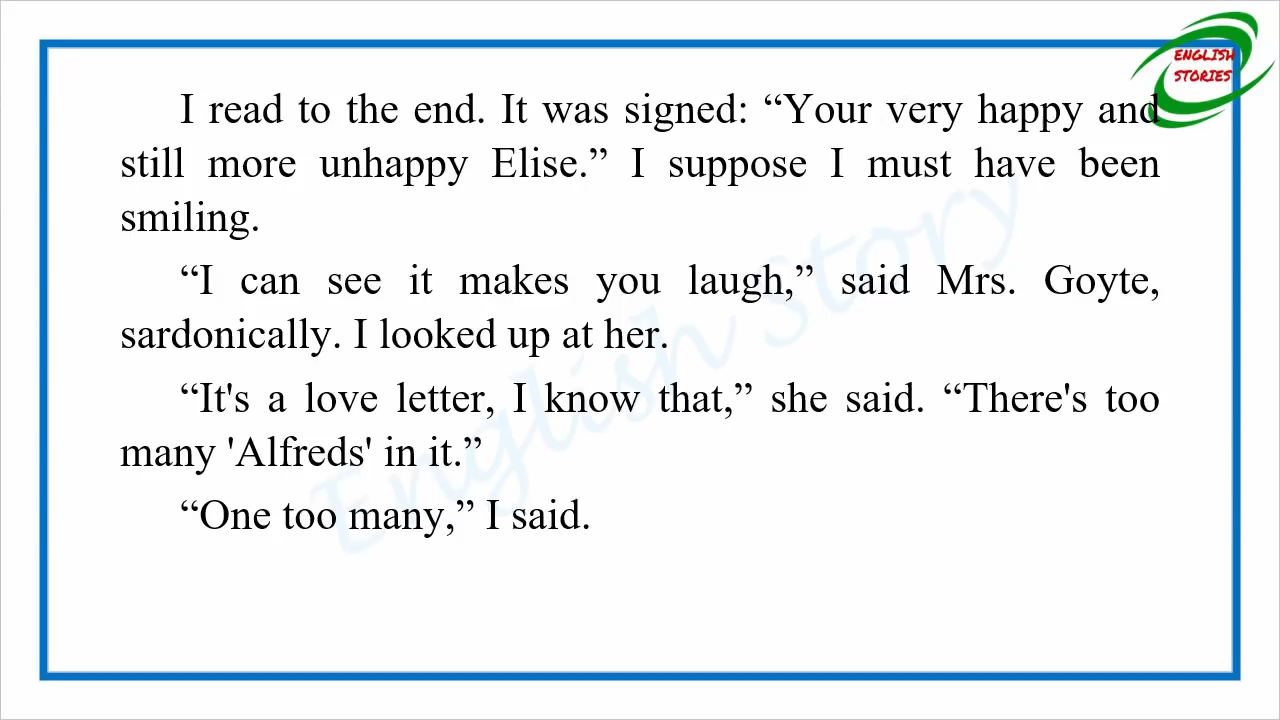 ENGLISH
STORIES
I read to the end. It was signed: “Your very happy and
still more unhappy Elise.” I suppose I must have been
smiling.
“I can see it makes you laugh,” said Mrs. Goyte,
sardonically. I looked up at her.
“It's a love letter, I know that,” she said. “There's too
many 'Alfreds' in it.”
“One too many,” I said.
English Story